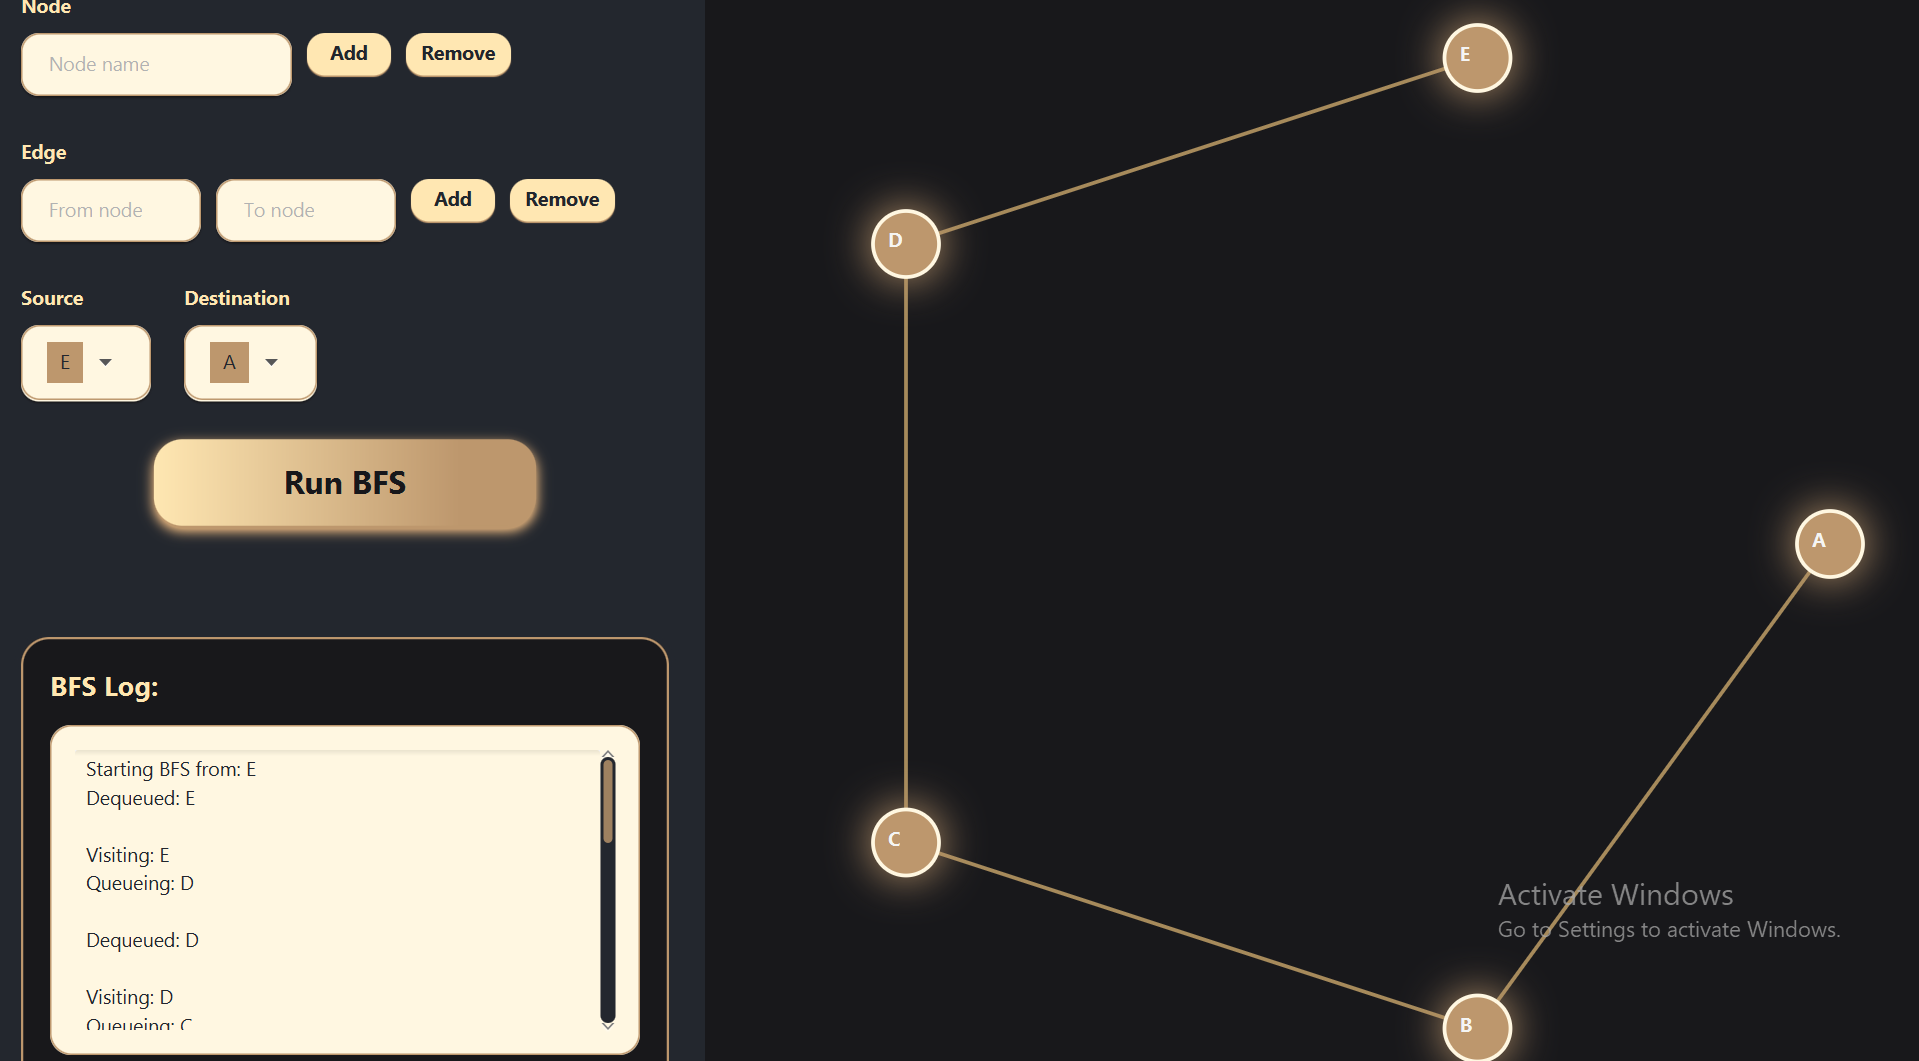 Node
Node name
Add
Remove
Edge
From node
To node
Add
Remove
Source
Destination
E
A
Run BFS
BFS Log:
Starting BFS from: E
Dequeued: E
Visiting: E
Queueing: D
Dequeued: D
Visiting: D
Queueing: C
E
D
A
C
B
Activate Windows
Go to Settings to activate Windows.